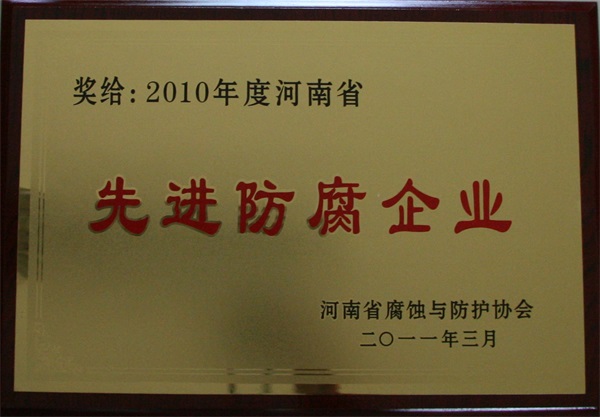 奖给:2010年度河南省
先进防腐企业
河南省腐蚀与防护协会
二〇一一年三月